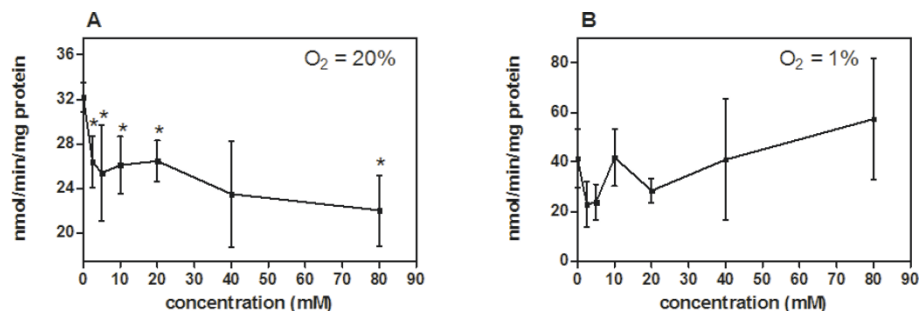 A
O₂ = 20%
nmol/min/mg protein
36
32
28
24
20
* * * * *
0 10 20 30 40 50 60 70 80 90
concentration (mM)
B
O₂ = 1%
nmol/min/mg protein
80
60
40
20
0
0 10 20 30 40 50 60 70 80 90
concentration (mM)